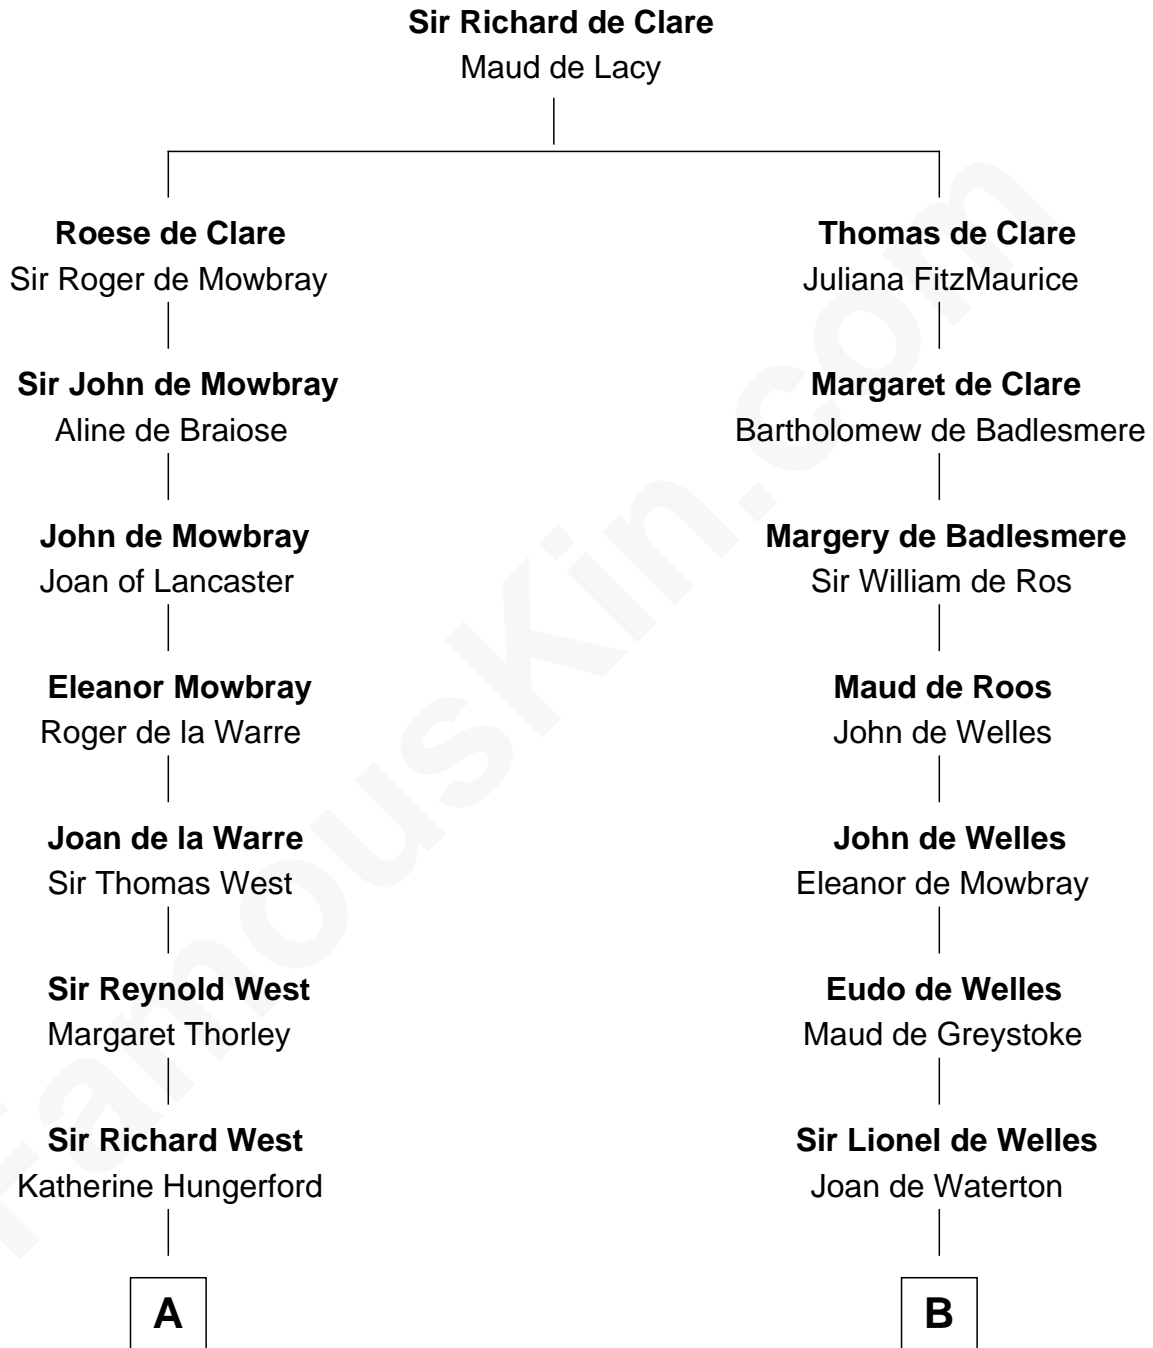 Sir Richard de Clare
Maud de Lacy
Roese de Clare
Sir Roger de Mowbray
Thomas de Clare
Juliana FitzMaurice
Sir John de Mowbray
Aline de Braiose
Margaret de Clare
Bartholomew de Badlesmere
John de Mowbray
Joan of Lancaster
Margery de Badlesmere
Sir William de Ros
Eleanor Mowbray
Roger de la Warre
Maud de Roos
John de Welles
Joan de la Warre
Sir Thomas West
John de Welles
Eleanor de Mowbray
Sir Reynold West
Margaret Thorley
Eudo de Welles
Maud de Greystoke
Sir Richard West
Katherine Hungerford
Sir Lionel de Welles
Joan de Waterton
A
B
FamousKin.com